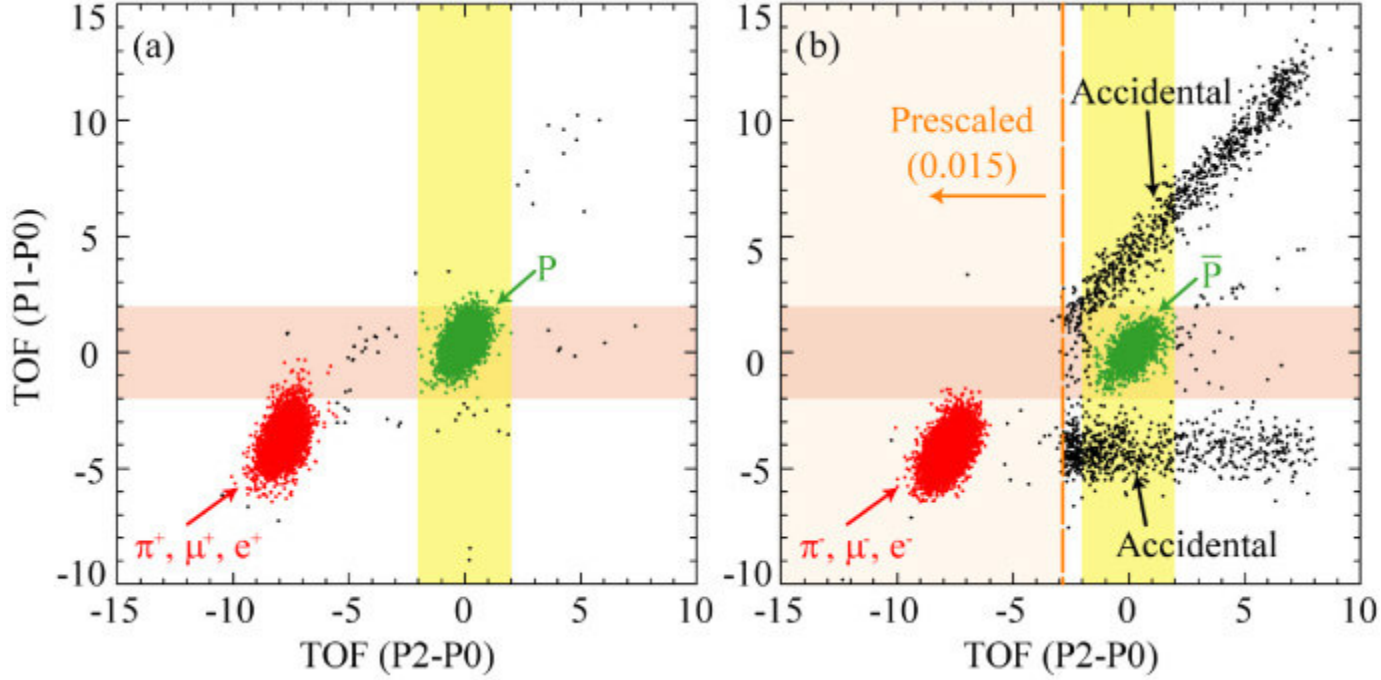 15
10
5
0
-5
-10
TOF (P1-P0)
(a)
P
π⁺, μ⁺, e⁺
-15 -10 -5 0 5 10
TOF (P2-P0)
15
10
5
0
-5
-10
(b)
Accidental
Prescaled
(0.015)
P̅
π⁻, μ⁻, e⁻
Accidental
-15 -10 -5 0 5 10
TOF (P2-P0)